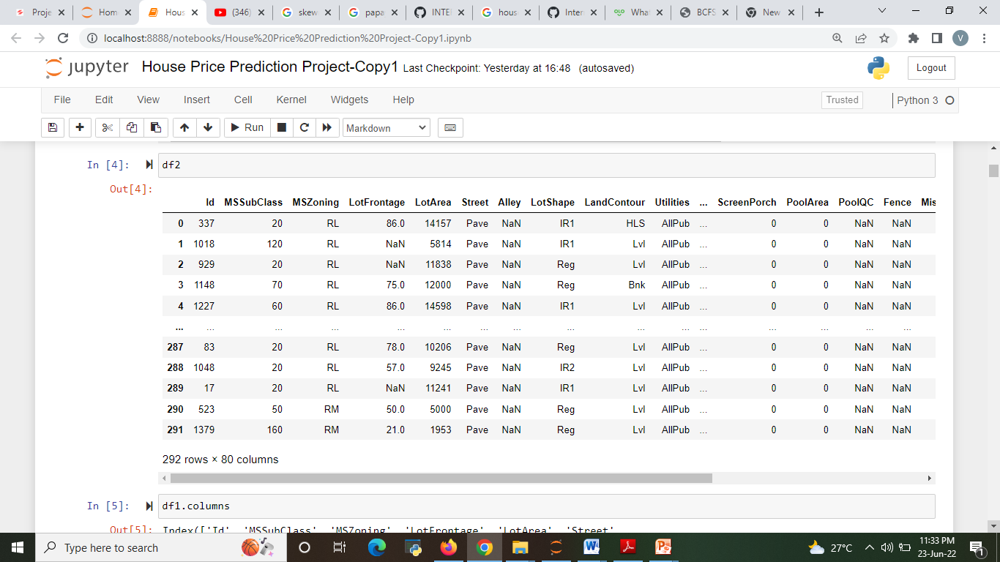 Proje Hom Hous (346) skew papa INTEI hous Inter What BCFS New
localhost:8888/notebooks/House%20Price%20Prediction%20Project-Copy1.ipynb V
jupyter House Price Prediction Project-Copy1 Last Checkpoint: Yesterday at 16:48 (autosaved) Logout
File Edit View Insert Cell Kernel Widgets Help Trusted Python 3
Run Markdown
In [4]: df2
Out[4]:
Id MSSubClass MSZoning LotFrontage LotArea Street Alley LotShape LandContour Utilities ... ScreenPorch PoolArea PoolQC Fence Mis
0 337 20 RL 86.0 14157 Pave NaN IR1 HLS AllPub ... 0 0 NaN NaN
1 1018 120 RL NaN 5814 Pave NaN IR1 Lvl AllPub ... 0 0 NaN NaN
2 929 20 RL NaN 11838 Pave NaN Reg Lvl AllPub ... 0 0 NaN NaN
3 1148 70 RL 75.0 12000 Pave NaN Reg Bnk AllPub ... 0 0 NaN NaN
4 1227 60 RL 86.0 14598 Pave NaN IR1 Lvl AllPub ... 0 0 NaN NaN
... ... ... ... ... ... ... ... ... ... ... ... ... ... ... ...
287 83 20 RL 78.0 10206 Pave NaN Reg Lvl AllPub ... 0 0 NaN NaN
288 1048 20 RL 57.0 9245 Pave NaN IR2 Lvl AllPub ... 0 0 NaN NaN
289 17 20 RL NaN 11241 Pave NaN IR1 Lvl AllPub ... 0 0 NaN NaN
290 523 50 RM 50.0 5000 Pave NaN Reg Lvl AllPub ... 0 0 NaN NaN
291 1379 160 RM 21.0 1953 Pave NaN Reg Lvl AllPub ... 0 0 NaN NaN
292 rows × 80 columns
In [5]: df1.columns
Out[5]: Index(['Id', 'MSSubClass', 'MSZoning', 'LotFrontage', 'LotArea', 'Street',
Type here to search 27°C 11:33 PM
23-Jun-22 1